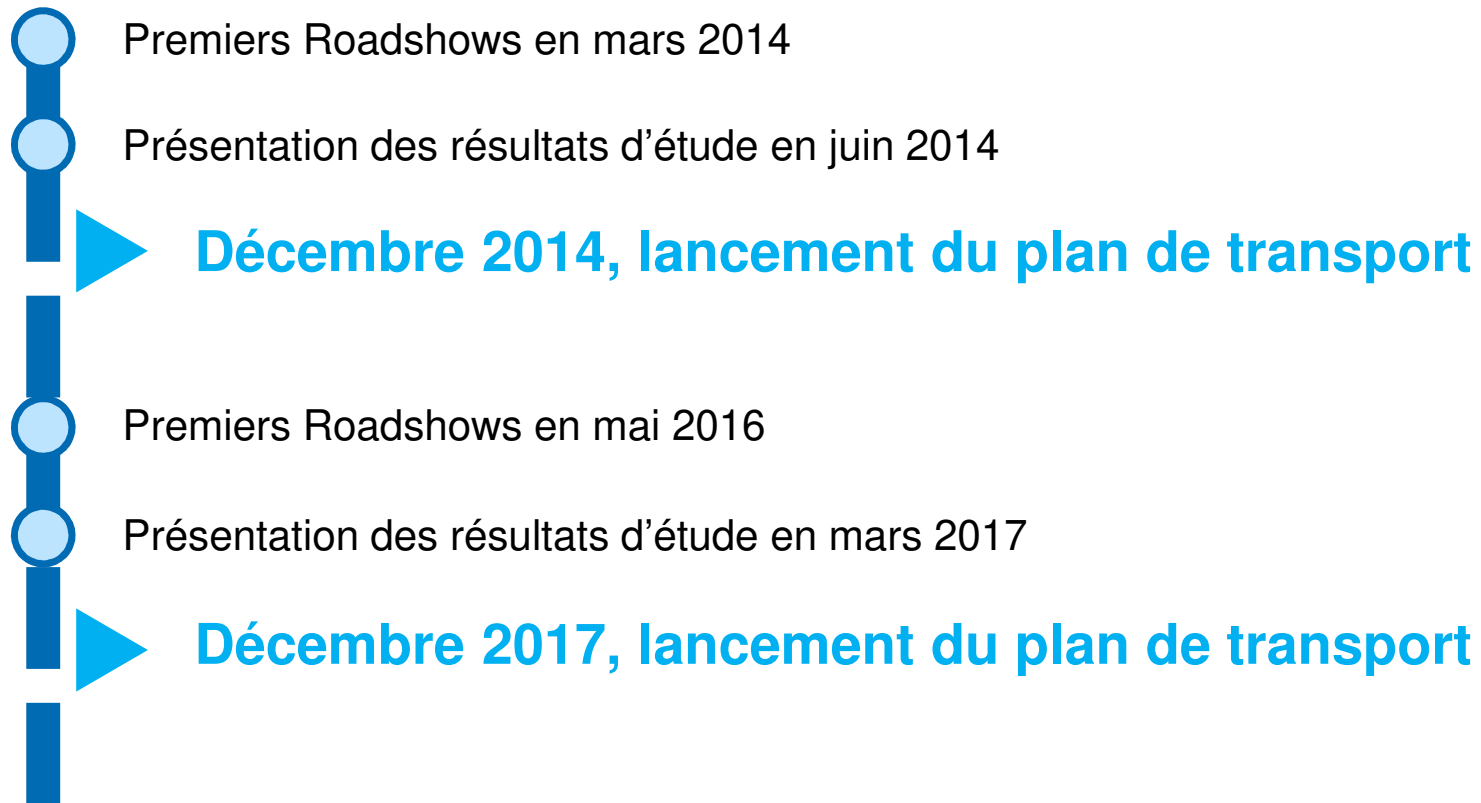 Premiers Roadshows en mars 2014
Présentation des résultats d’étude en juin 2014
Décembre 2014, lancement du plan de transport
Premiers Roadshows en mai 2016
Présentation des résultats d’étude en mars 2017
Décembre 2017, lancement du plan de transport